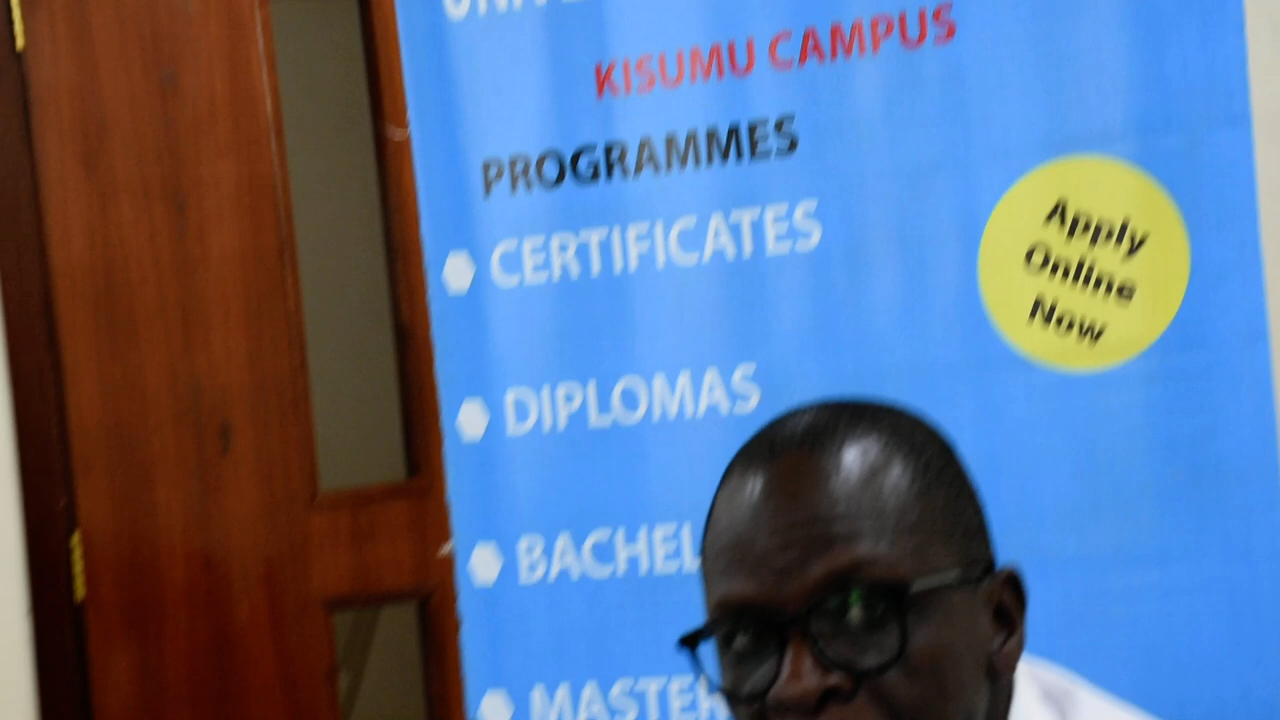 KISUMU CAMPUS
PROGRAMMES
CERTIFICATES
DIPLOMAS
Apply
Online
Now